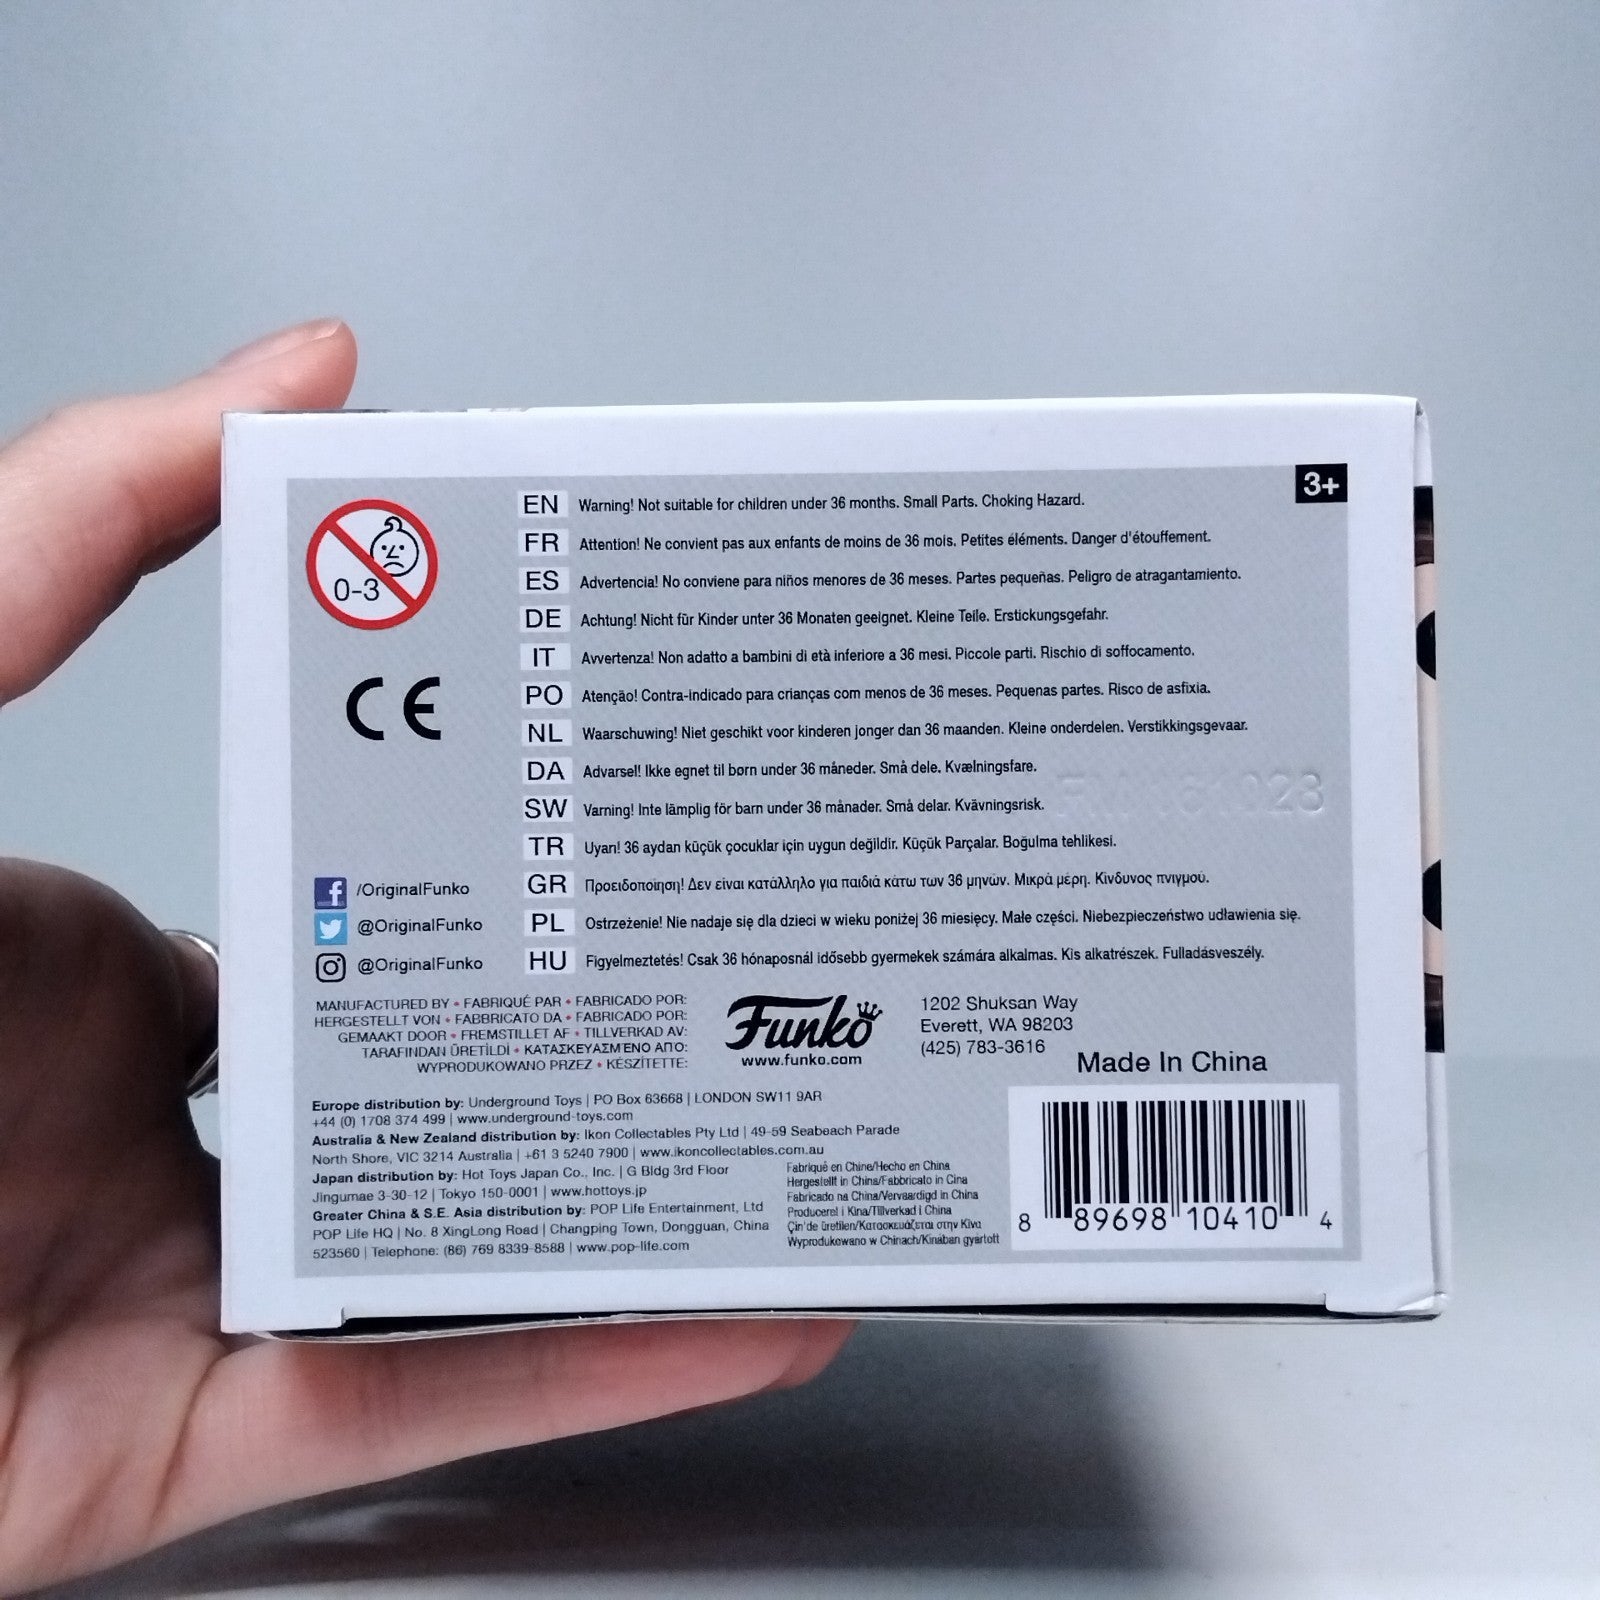 3+
0-3
EN Warning! Not suitable for children under 36 months. Small Parts. Choking Hazard.
FR Attention! Ne convient pas aux enfants de moins de 36 mois. Petites éléments. Danger d'étouffement.
ES Advertencia! No conviene para niños menores de 36 meses. Partes pequeñas. Peligro de atragantamiento.
DE Achtung! Nicht für Kinder unter 36 Monaten geeignet. Kleine Teile. Erstickungsgefahr.
IT Avvertenza! Non adatto a bambini di età inferiore a 36 mesi. Piccole parti. Rischio di soffocamento.
CE
PO Atenção! Contra-indicado para crianças com menos de 36 meses. Pequenas partes. Risco de asfixia.
NL Waarschuwing! Niet geschikt voor kinderen jonger dan 36 maanden. Kleine onderdelen. Verstikkingsgevaar.
DA Advarsel! Ikke egnet til børn under 36 måneder. Små dele. Kvælningsfare.
SW Varning! Inte lämplig för barn under 36 månader. Små delar. Kvävningsrisk.
TR Uyarı! 36 aydan küçük çocuklar için uygun değildir. Küçük Parçalar. Boğulma tehlikesi.
GR Προειδοποίηση! Δεν είναι κατάλληλο για παιδιά κάτω των 36 μηνών. Μικρά μέρη. Κίνδυνος πνιγμού.
PL Ostrzeżenie! Nie nadaje się dla dzieci w wieku poniżej 36 miesięcy. Małe części. Niebezpieczeństwo udławienia się.
HU Figyelmeztetés! Csak 36 hónaposnál idősebb gyermekek számára alkalmas. Kis alkatrészek. Fulladásveszély.
f /OriginalFunko
@OriginalFunko
@OriginalFunko
MANUFACTURED BY • FABRIQUÉ PAR • FABRICADO POR:
HERGESTELLT VON • FABBRICATO DA • FABRICADO POR:
GEMAAKT DOOR • FREMSTILLET AF • TILLVERKAD AV:
TARAFINDAN ÜRETİLDİ • ΚΑΤΑΣΚΕΥΑΣΜΈΝΟ ΑΠΌ:
WYPRODUKOWANO PRZEZ • KÉSZÍTETTE:
Funko
www.funko.com
1202 Shuksan Way
Everett, WA 98203
(425) 783-3616
Made In China
Europe distribution by: Underground Toys | PO Box 63668 | LONDON SW11 9AR
+44 (0) 1708 374 499 | www.underground-toys.com
Australia & New Zealand distribution by: Ikon Collectables Pty Ltd | 49-59 Seabeach Parade
North Shore, VIC 3214 Australia | +61 3 5240 7900 | www.ikoncollectables.com.au
Japan distribution by: Hot Toys Japan Co., Inc. | G Bldg 3rd Floor
Jingumae 3-30-12 | Tokyo 150-0001 | www.hottoys.jp
Greater China & S.E. Asia distribution by: POP Life Entertainment, Ltd
POP Life HQ | No. 8 XingLong Road | Changping Town, Dongguan, China
523560 | Telephone: (86) 769 8339-8588 | www.pop-life.com
Fabriqué en Chine/Hecho en China
Hergestellt in China/Fabbricato in Cina
Fabricado na China/Vervaardigd in China
Produceret i Kina/Tillverkad i China
Çin'de üretilen/Κατασκευάζεται στην Κίνα
Wyprodukowano w Chinach/Kínában gyártott
8 89698 10410 4